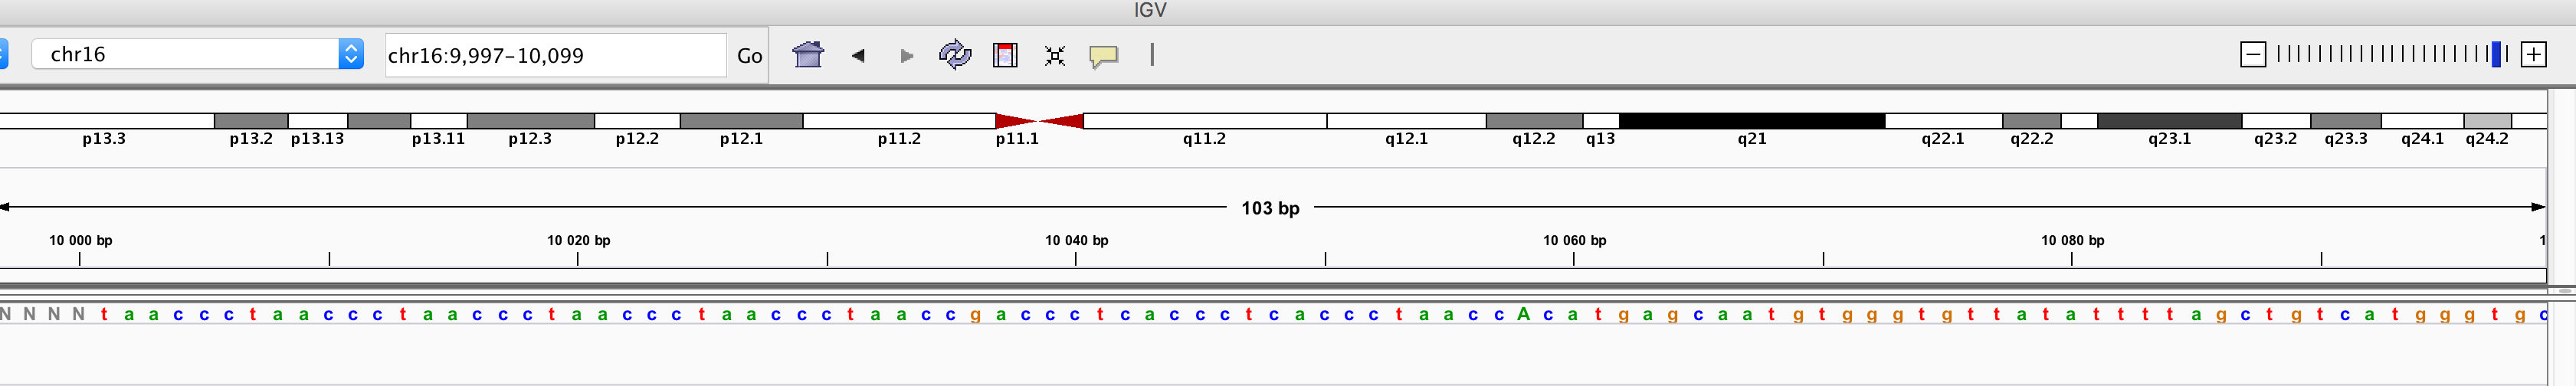 IGV
chr16 chr16:9,997-10,099 Go
p13.3 p13.2 p13.13 p13.11 p12.3 p12.2 p12.1 p11.2 p11.1 q11.2 q12.1 q12.2 q13 q21 q22.1 q22.2 q23.1 q23.2 q23.3 q24.1 q24.2
103 bp
10 000 bp 10 020 bp 10 040 bp 10 060 bp 10 080 bp 1
N N N N t a a c c c t a a c c c t a a c c c t a a c c c t a a c c c t a a c c g a c c c t c a c c c t c a c c c t a a c c A c a t g a g c a a t g t g g g t g t t a t a t t t t a g c t g t c a t g g g t g c